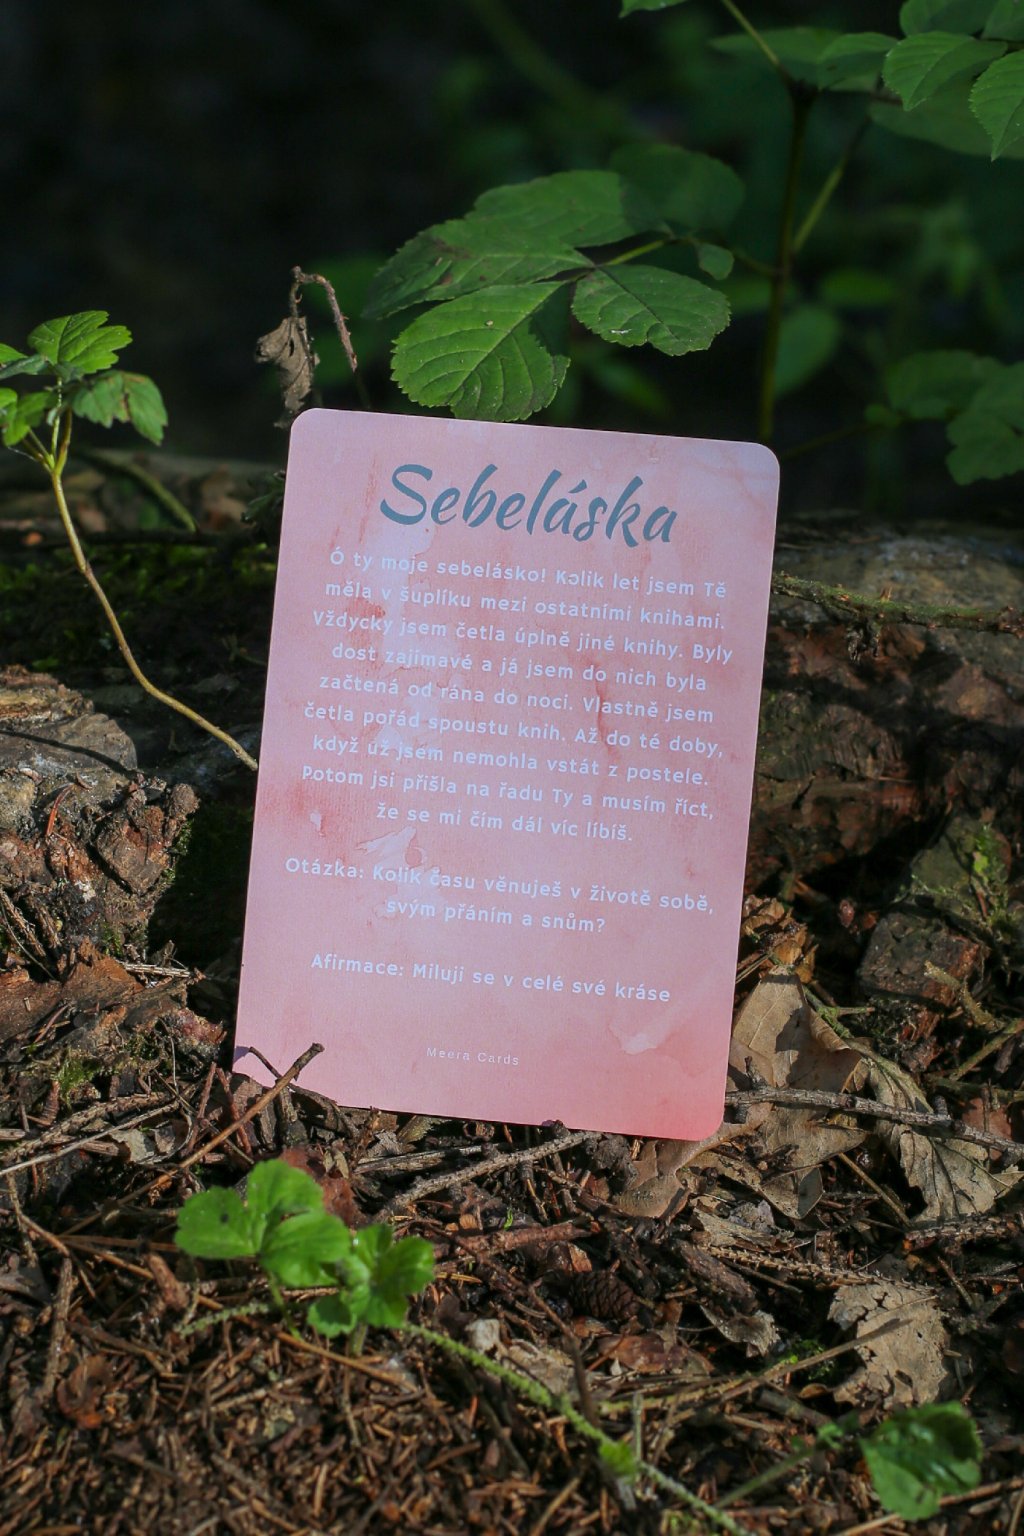 Sebeláska
Ó ty moje sebelásko! Kolik let jsem Tě
měla v šuplíku mezi ostatními knihami.
Vždycky jsem četla úplně jiné knihy. Byly
dost zajímavé a já jsem do nich byla
začtená od rána do noci. Vlastně jsem
četla pořád spoustu knih. Až do té doby,
když už jsem nemohla vstát z postele.
Potom jsi přišla na řadu Ty a musím říct,
že se mi čím dál víc líbíš.
Otázka: Kolik času věnuješ v životě sobě,
svým přáním a snům?
Afirmace: Miluji se v celé své kráse
Meera Cards